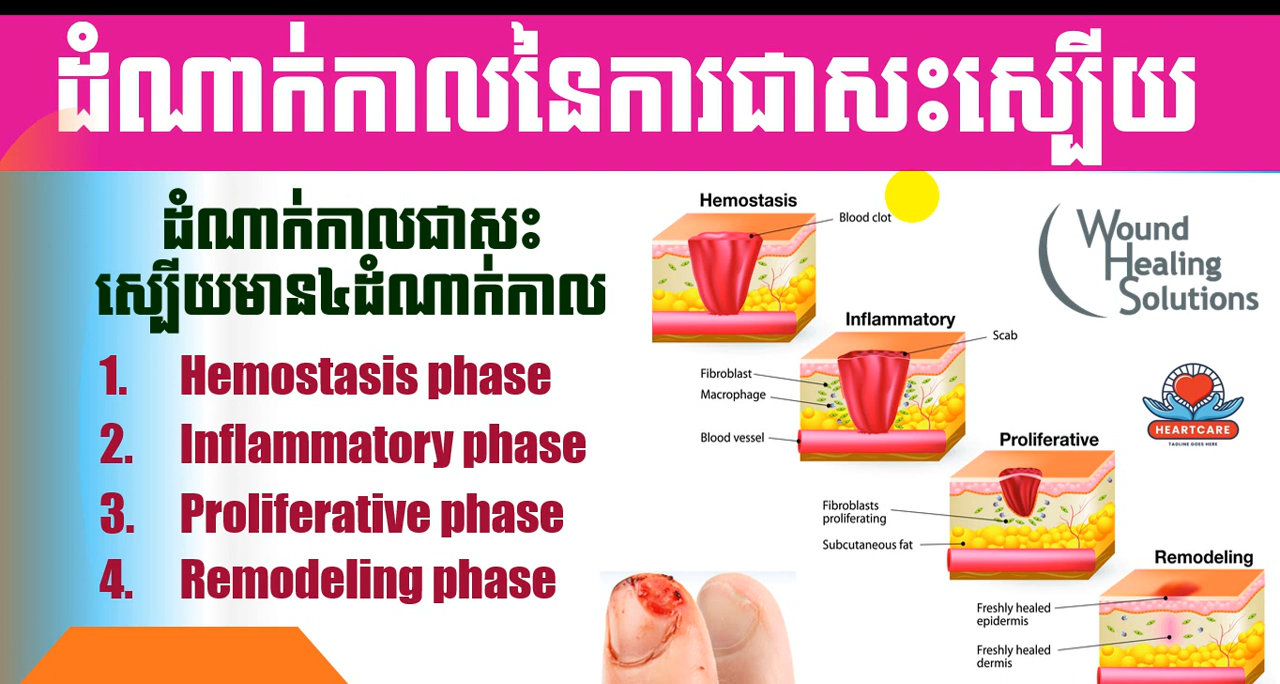 ដំណាក់កាលនៃការជាសះស្បើយ
ដំណាក់កាលជាសះ
ស្បើយមាន៤ដំណាក់កាល
1. Hemostasis phase
2. Inflammatory phase
3. Proliferative phase
4. Remodeling phase
Hemostasis
Blood clot
Inflammatory
Scab
Fibroblast
Macrophage
Blood vessel
Proliferative
Fibroblasts
proliferating
Subcutaneous fat
Remodeling
Freshly healed
epidermis
Freshly healed
dermis
Wound
Healing
Solutions
HEARTCARE
TAGLINE GOES HERE